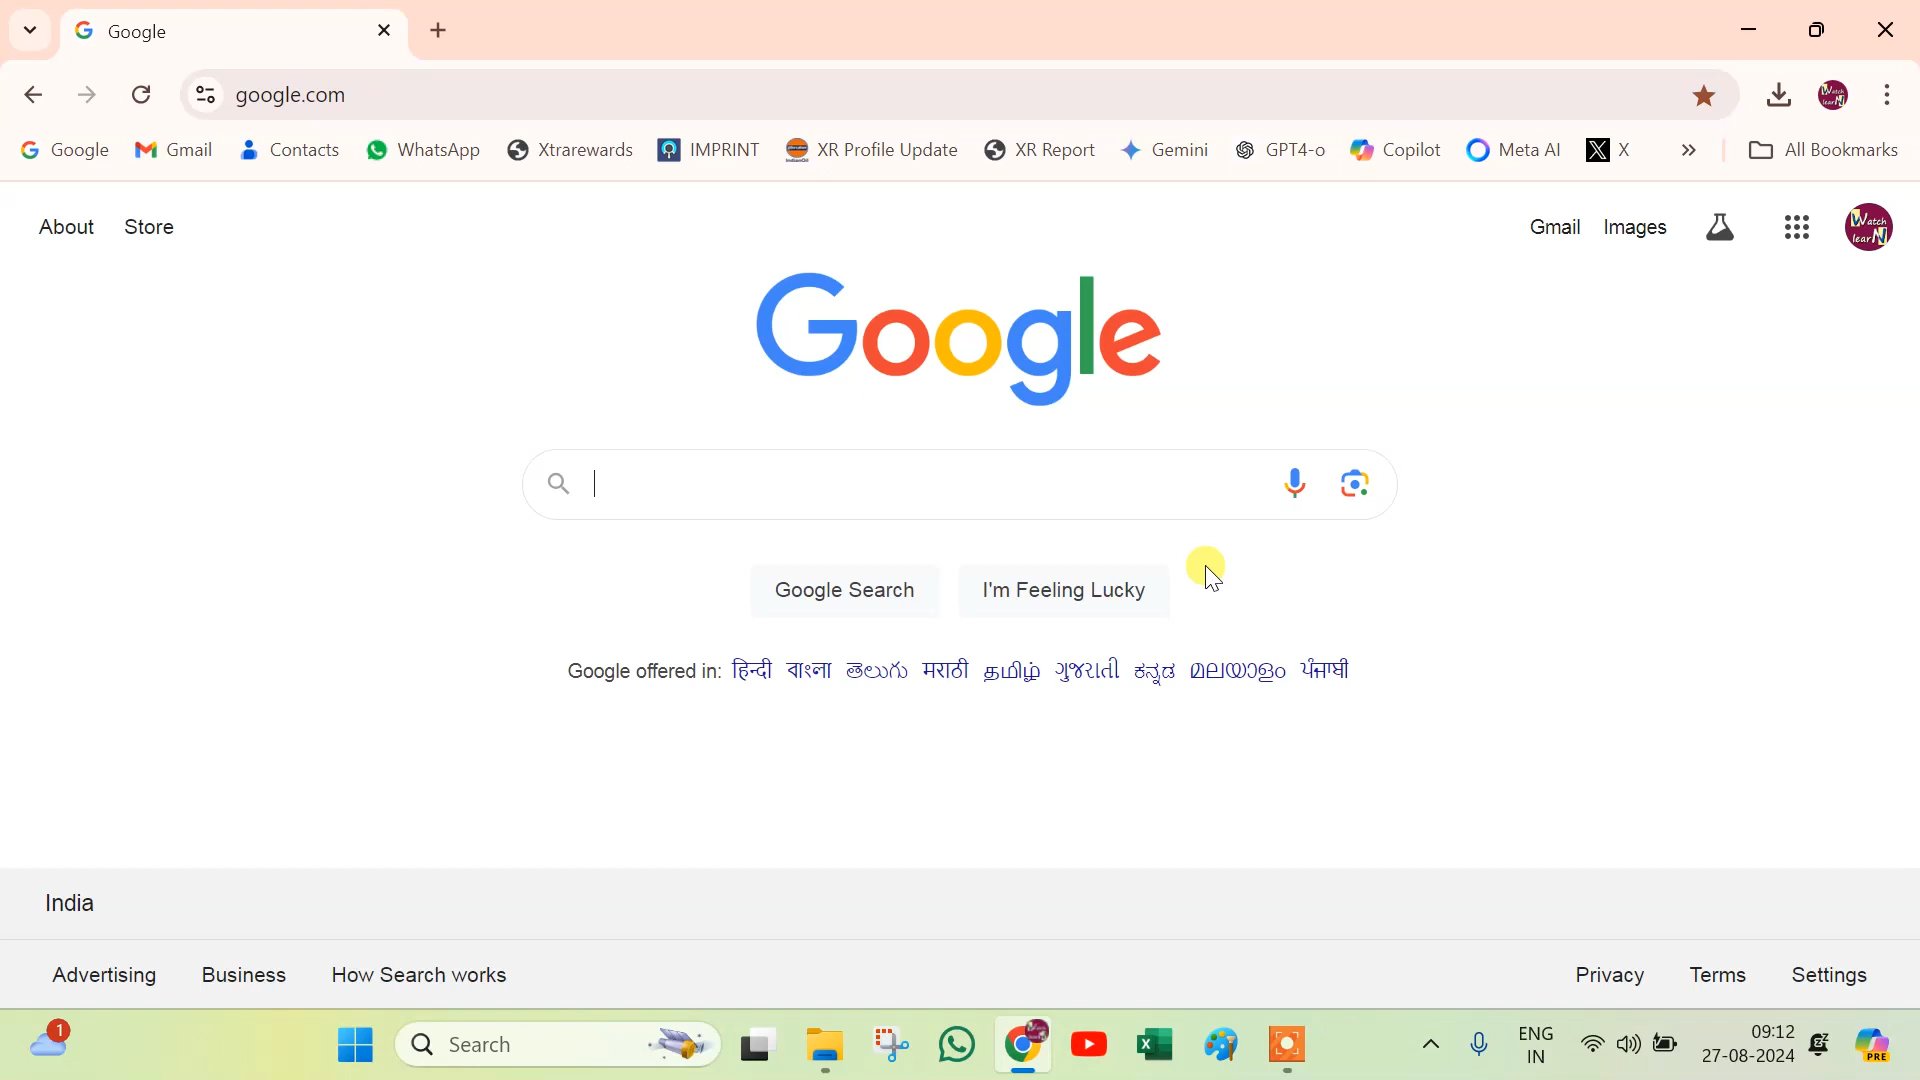 Google
google.com
Google Gmail Contacts WhatsApp Xtrarewards IMPRINT XR Profile Update XR Report Gemini GPT4-o Copilot Meta AI X » All Bookmarks
About Store Gmail Images
Google
Google Search I'm Feeling Lucky
Google offered in: हिन्दी বাংলা తెలుగు मराठी தமிழ் ગુજરાતી ಕನ್ನಡ മലയാളം ਪੰਜਾਬੀ
India
Advertising Business How Search works Privacy Terms Settings
1 Search ENG 09:12
IN 27-08-2024 PRE